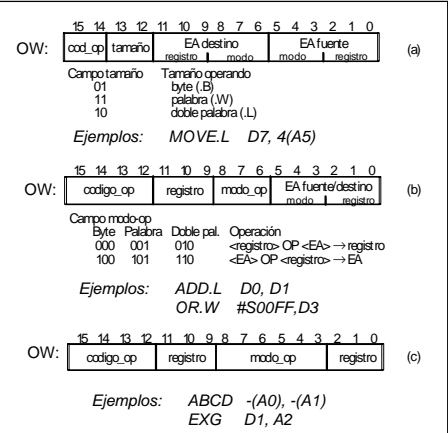 15 14 13 12 11 10 9 8 7 6 5 4 3 2 1 0
OW: cod_op tamaño EA destino EA fuente (a)
registro modo modo registro
Campo tamaño Tamaño operando
01 byte (.B)
11 palabra (.W)
10 doble palabra (.L)
Ejemplos: MOVE.L D7, 4(A5)
15 14 13 12 11 10 9 8 7 6 5 4 3 2 1 0
OW: codigo_op registro modo_op EA fuente/destino (b)
modo registro
Campo modo-op
Byte Palabra Doble pal. Operación
000 001 010 <registro> OP <EA> → registro
100 101 110 <EA> OP <registro> → EA
Ejemplos: ADD.L D0, D1
OR.W #S00FF,D3
15 14 13 12 11 10 9 8 7 6 5 4 3 2 1 0
OW: codigo_op registro modo_op registro (c)
Ejemplos: ABCD -(A0), -(A1)
EXG D1, A2